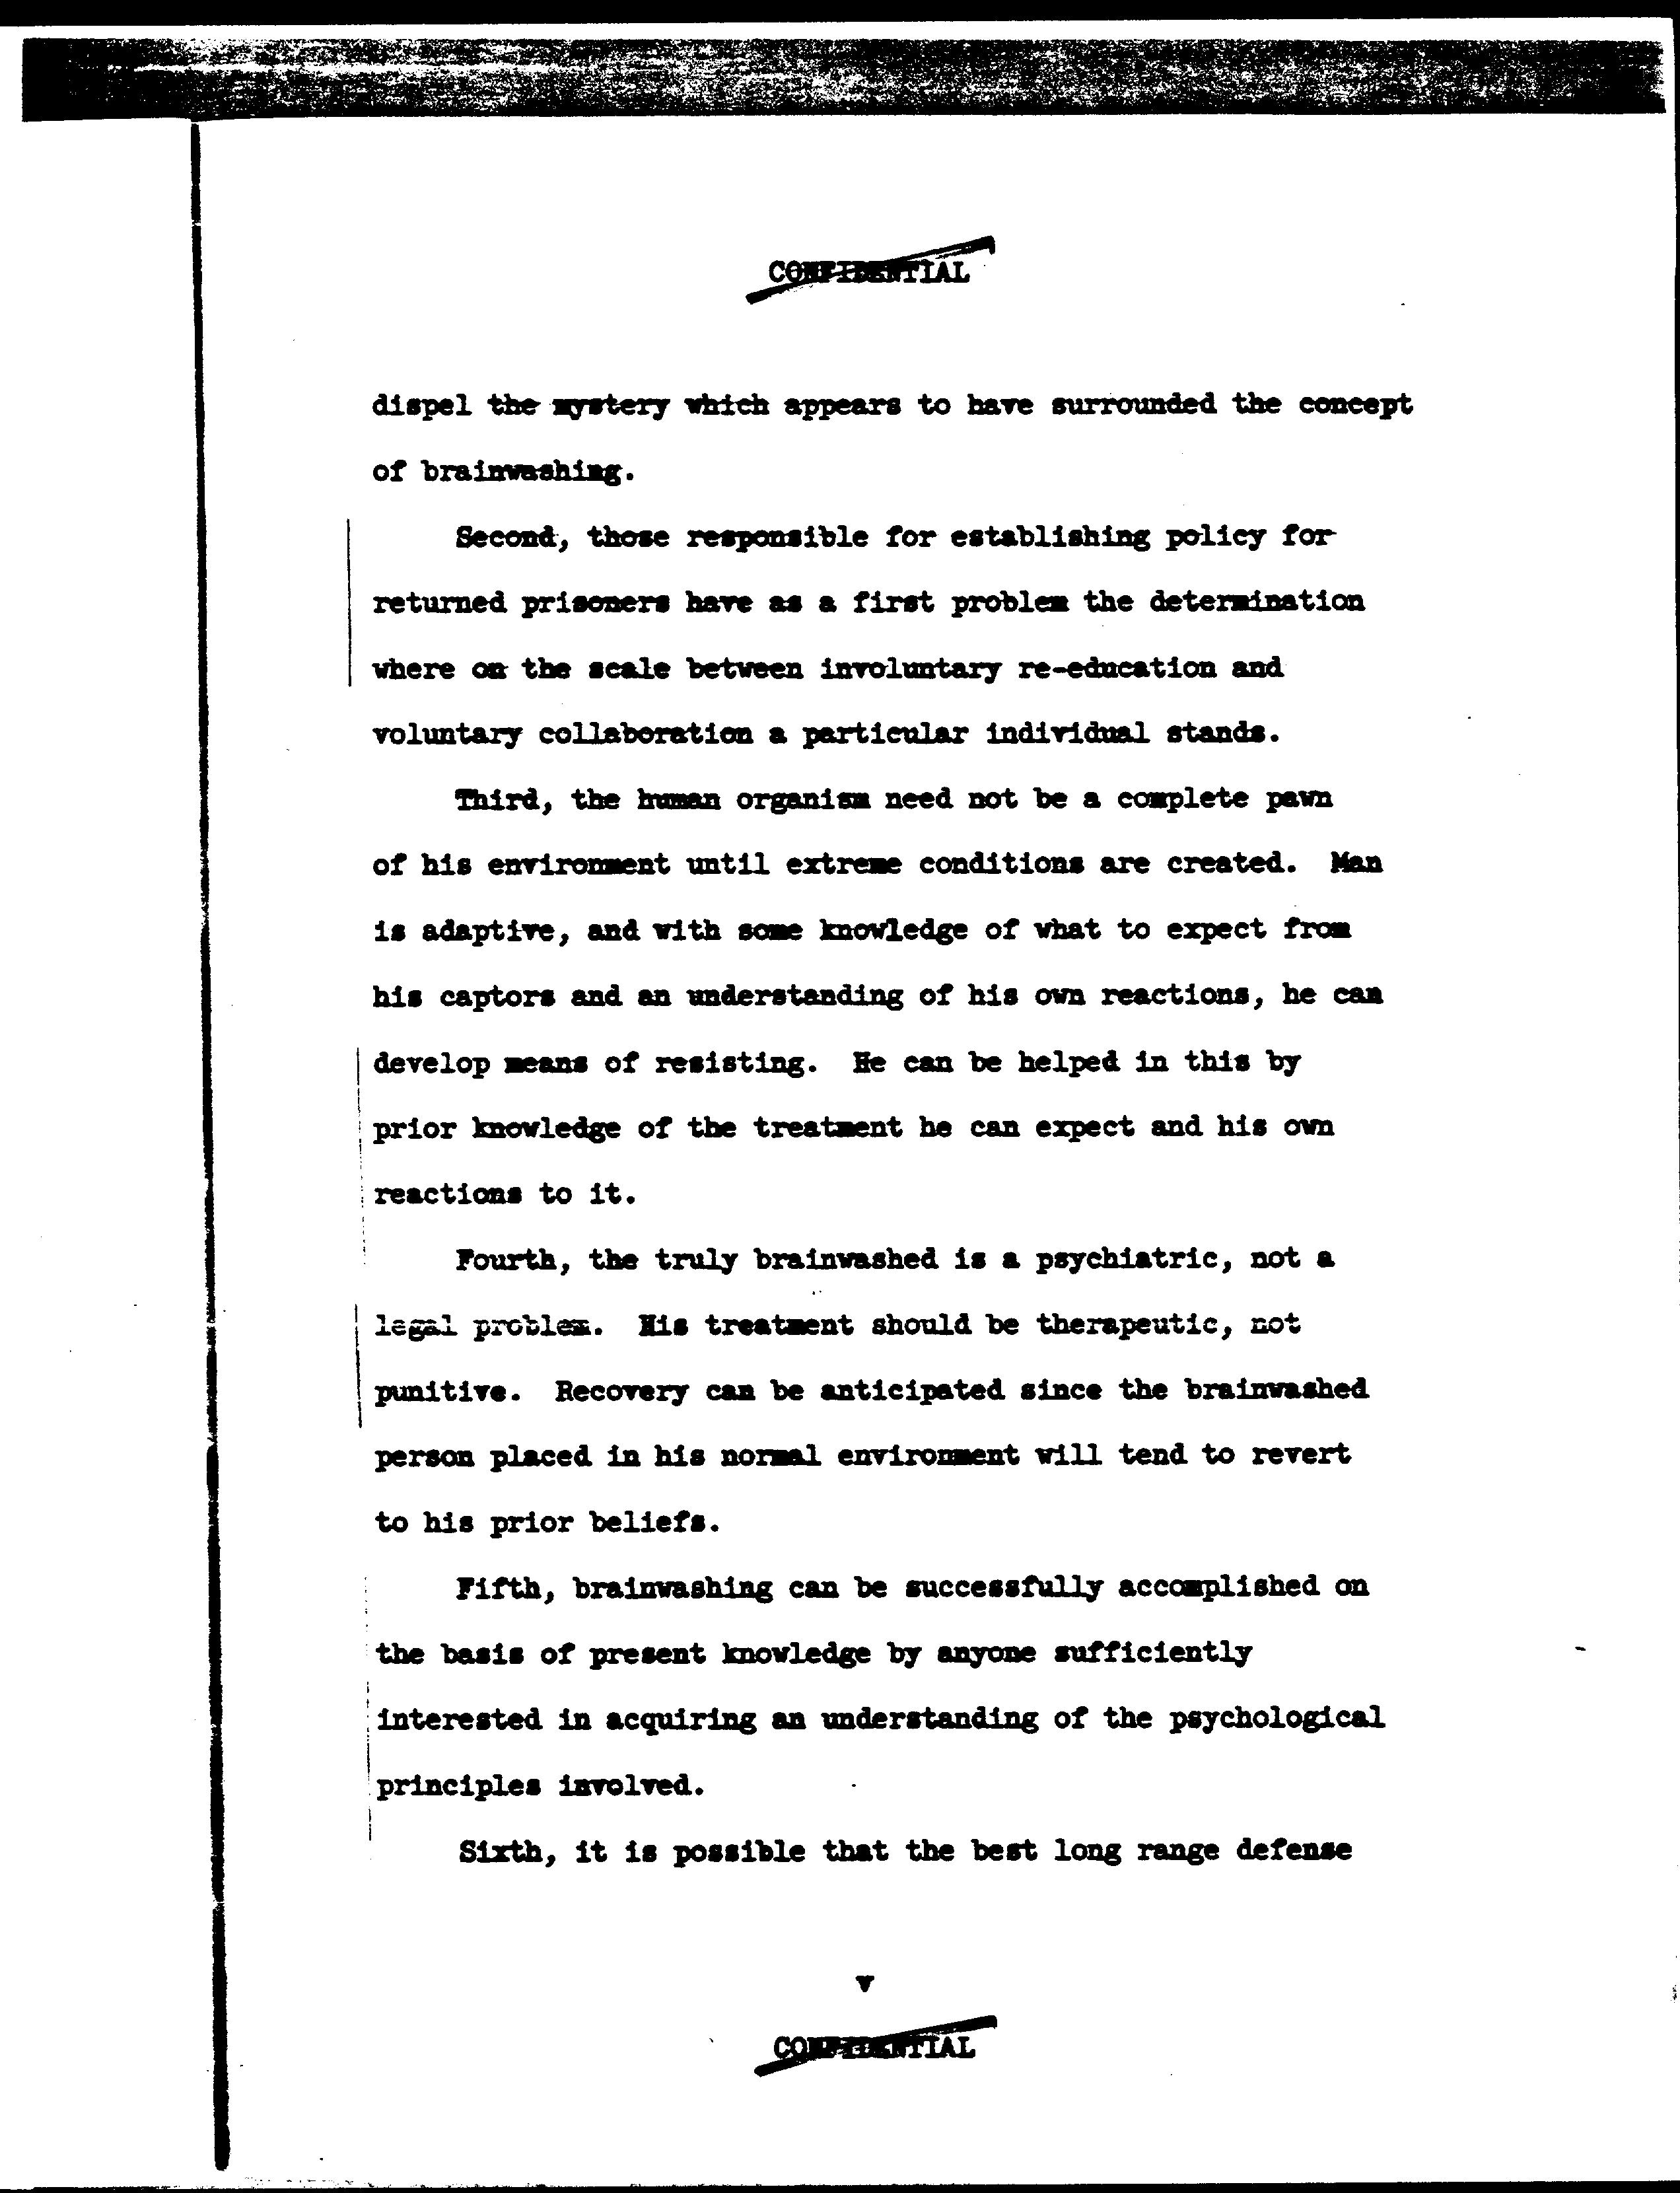 CONFIDENTIAL
dispel the mystery which appears to have surrounded the concept
of brainwashing.
Second, those responsible for establishing policy for
returned prisoners have as a first problem the determination
where on the scale between involuntary re-education and
voluntary collaboration a particular individual stands.
Third, the human organism need not be a complete pawn
of his environment until extreme conditions are created. Man
is adaptive, and with some knowledge of what to expect from
his captors and an understanding of his own reactions, he can
develop means of resisting. He can be helped in this by
prior knowledge of the treatment he can expect and his own
reactions to it.
Fourth, the truly brainwashed is a psychiatric, not a
legal problem. His treatment should be therapeutic, not
punitive. Recovery can be anticipated since the brainwashed
person placed in his normal environment will tend to revert
to his prior beliefs.
Fifth, brainwashing can be successfully accomplished on
the basis of present knowledge by anyone sufficiently
interested in acquiring an understanding of the psychological
principles involved.
Sixth, it is possible that the best long range defense
v
CONFIDENTIAL